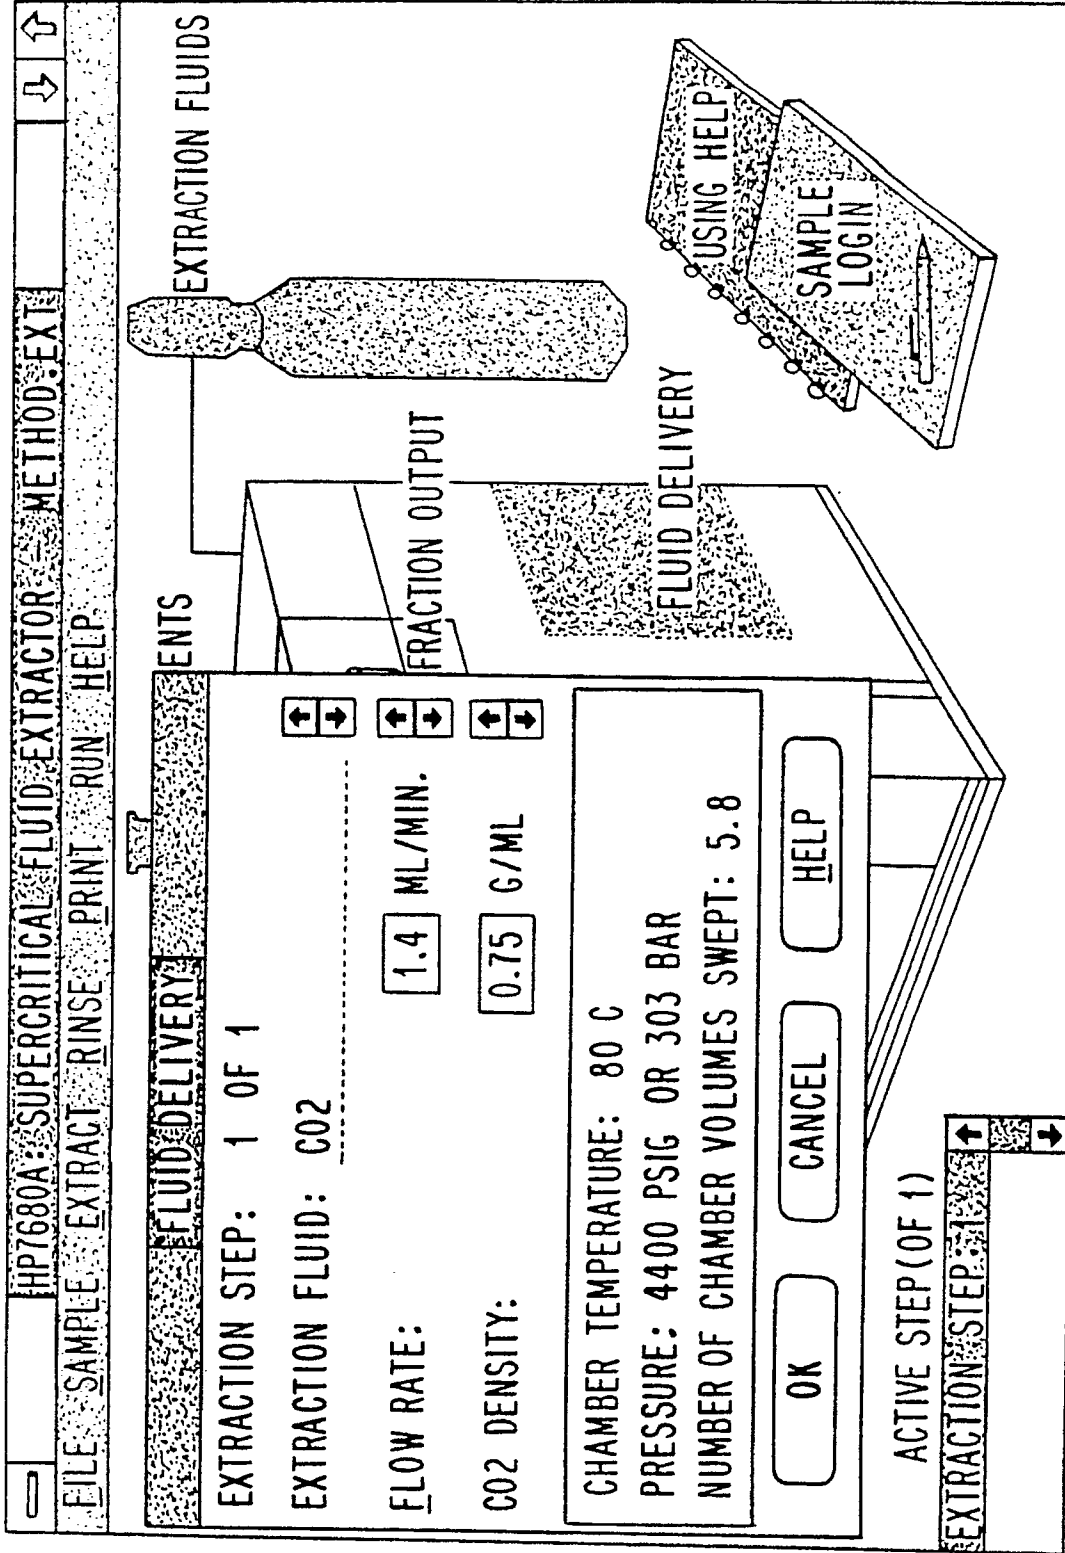 HP7680A: SUPERCRITICAL FLUID EXTRACTOR - METHOD.EXT
FILE SAMPLE EXTRACT RINSE PRINT RUN HELP
ENTS
EXTRACTION FLUIDS
FLUID DELIVERY
EXTRACTION STEP: 1 OF 1
EXTRACTION FLUID: CO2
FLOW RATE: 1.4 ML/MIN.
CO2 DENSITY: 0.75 G/ML
CHAMBER TEMPERATURE: 80 C
PRESSURE: 4400 PSIG OR 303 BAR
NUMBER OF CHAMBER VOLUMES SWEPT: 5.8
OK
CANCEL
HELP
FRACTION OUTPUT
FLUID DELIVERY
USING HELP
SAMPLE
LOGIN
ACTIVE STEP(OF 1)
EXTRACTION STEP:1